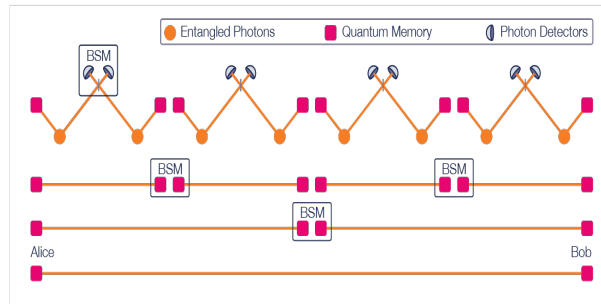 Entangled Photons Quantum Memory Photon Detectors
BSM
BSM BSM
BSM
Alice Bob